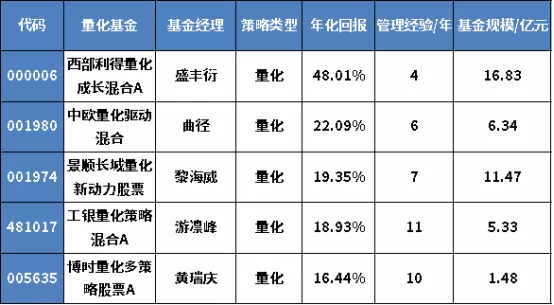 代码 量化基金 基金经理 策略类型 年化回报 管理经验/年 基金规模/亿元
000006 西部利得量化成长混合A 盛丰衍 量化 48.01% 4 16.83
001980 中欧量化驱动混合 曲径 量化 22.09% 6 6.34
001974 景顺长城量化新动力股票 黎海威 量化 19.35% 7 11.47
481017 工银量化策略混合A 游凛峰 量化 18.93% 11 5.33
005635 博时量化多策略股票A 黄瑞庆 量化 16.44% 10 1.48